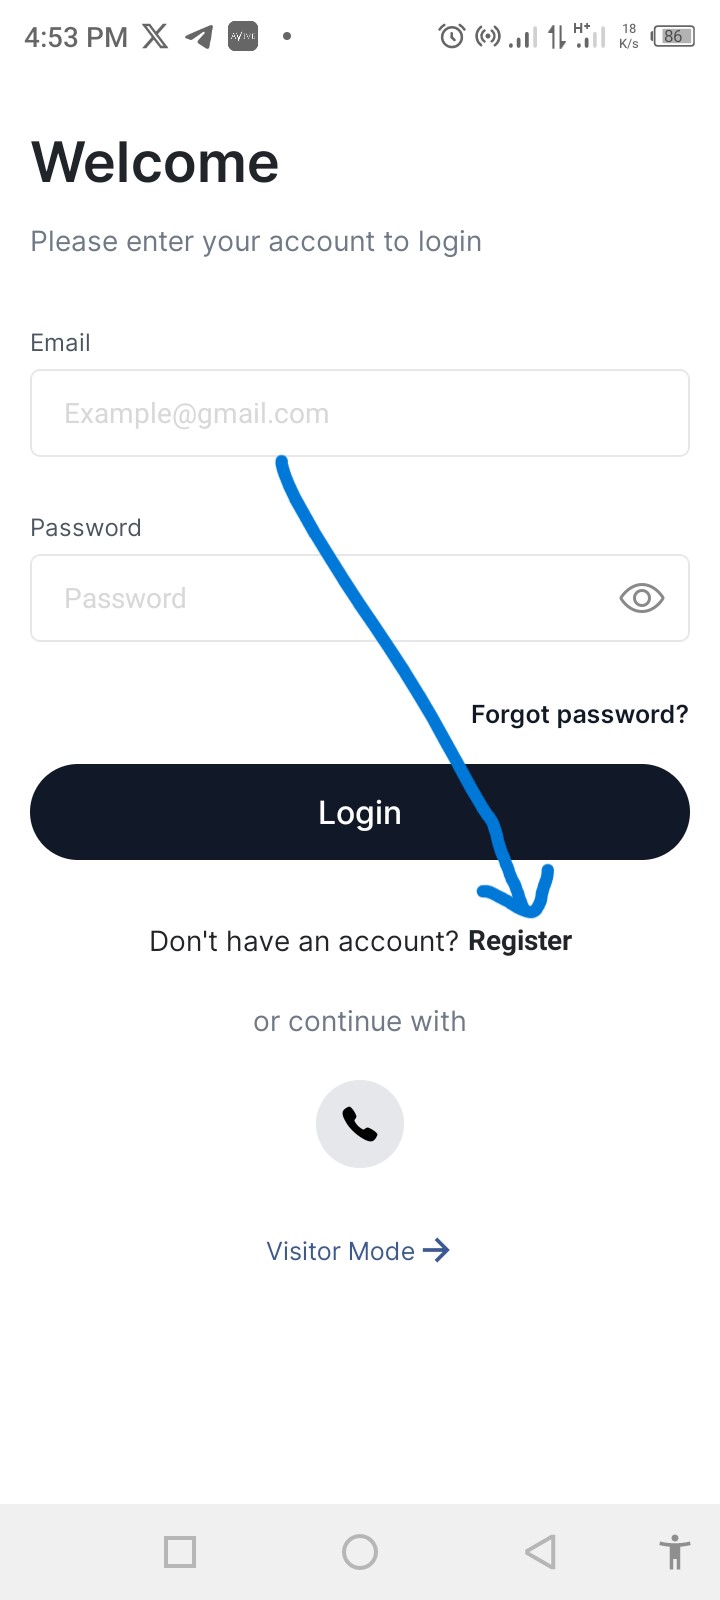 4:53 PM AVIVE H+ 18 K/s 86
Welcome
Please enter your account to login
Email
Example@gmail.com
Password
Password
Forgot password?
Login
Don't have an account? Register
or continue with
Visitor Mode